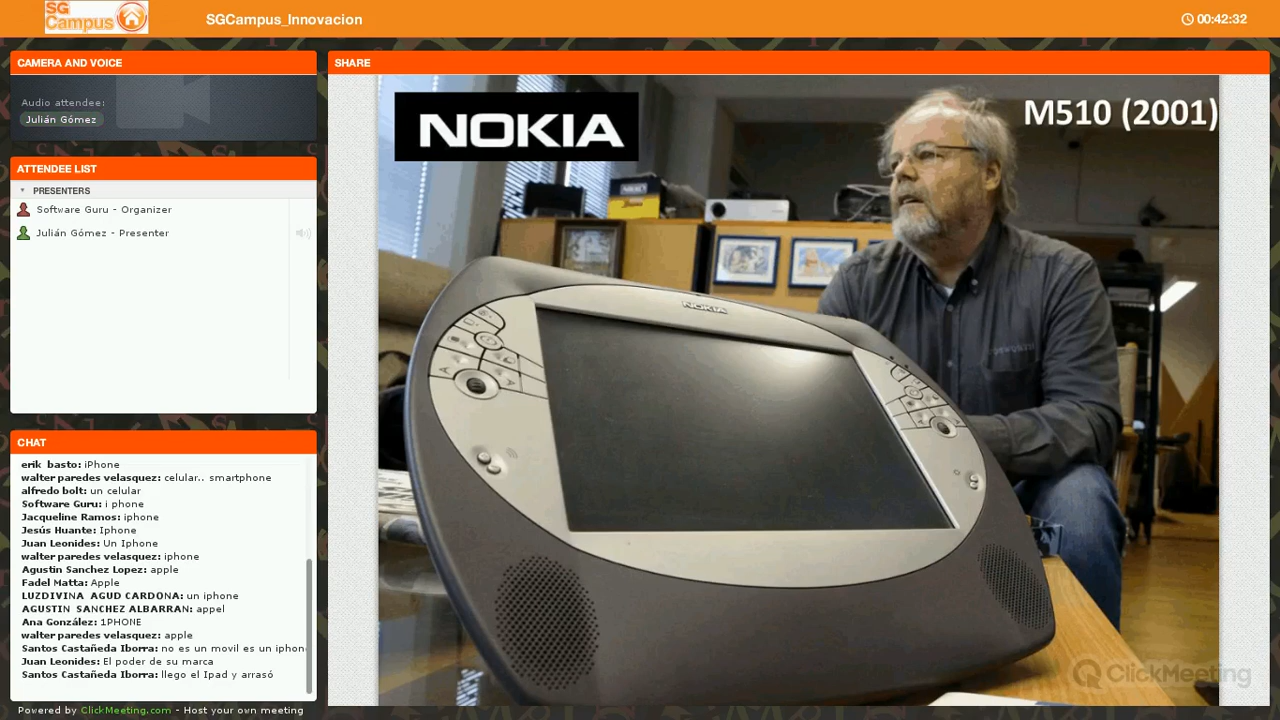 SG
Campus
SGCampus_Innovacion
00:42:32
CAMERA AND VOICE
Audio attendee:
Julián Gómez
ATTENDEE LIST
PRESENTERS
Software Guru - Organizer
Julián Gómez - Presenter
CHAT
erik basto: iPhone
walter paredes velasquez: celular.. smartphone
alfredo bolt: un celular
Software Guru: i phone
Jacqueline Ramos: iphone
Jesús Huante: Iphone
Juan Leonides: Un Iphone
walter paredes velasquez: iphone
Agustin Sanchez Lopez: apple
Fadel Matta: Apple
LUZDIVINA AGUD CARDONA: un iphone
AGUSTIN SANCHEZ ALBARRAN: appel
Ana González: 1PHONE
walter paredes velasquez: apple
Santos Castañeda Iborra: no es un movil es un iphon
Juan Leonides: El poder de su marca
Santos Castañeda Iborra: llego el Ipad y arrasó
Powered by ClickMeeting.com - Host your own meeting
SHARE
NOKIA
M510 (2001)
NOKIA
ClickMeeting